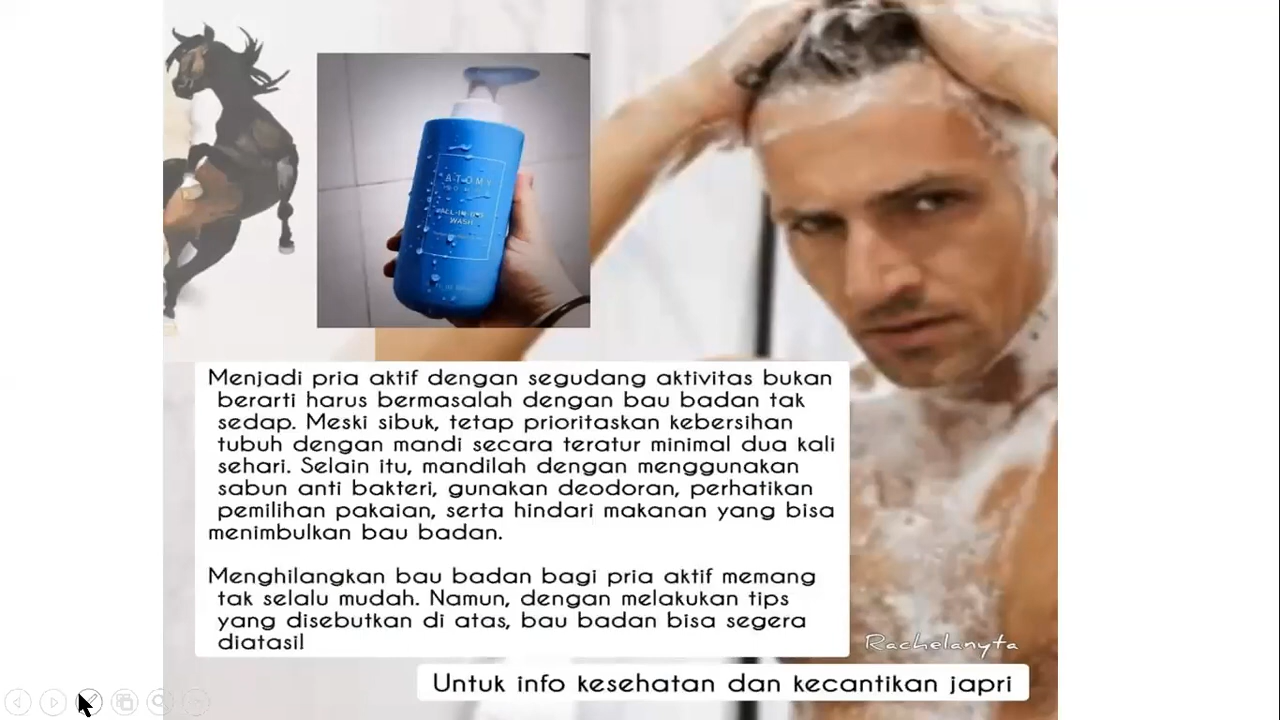 ATOMY
ALL-IN-ONE
WASH
Menjadi pria aktif dengan segudang aktivitas bukan
berarti harus bermasalah dengan bau badan tak
sedap. Meski sibuk, tetap prioritaskan kebersihan
tubuh dengan mandi secara teratur minimal dua kali
sehari. Selain itu, mandilah dengan menggunakan
sabun anti bakteri, gunakan deodoran, perhatikan
pemilihan pakaian, serta hindari makanan yang bisa
menimbulkan bau badan.
Menghilangkan bau badan bagi pria aktif memang
tak selalu mudah. Namun, dengan melakukan tips
yang disebutkan di atas, bau badan bisa segera
diatasi!
Rachelanyta
Untuk info kesehatan dan kecantikan japri